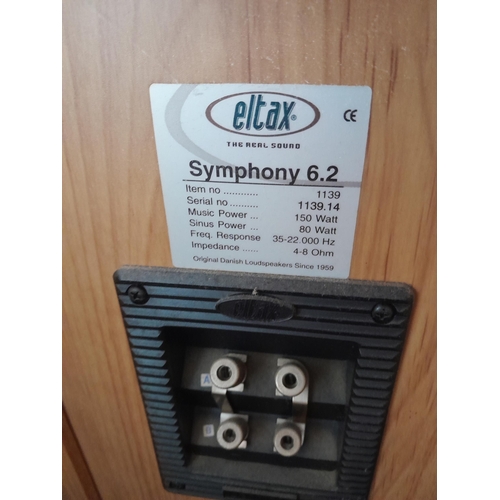 eltax®
CE
THE REAL SOUND
Symphony 6.2
Item no ............ 1139
Serial no .......... 1139.14
Music Power ... 150 Watt
Sinus Power ... 80 Watt
Freq. Response 35-22.000 Hz
Impedance ...... 4-8 Ohm
Original Danish Loudspeakers Since 1959
A